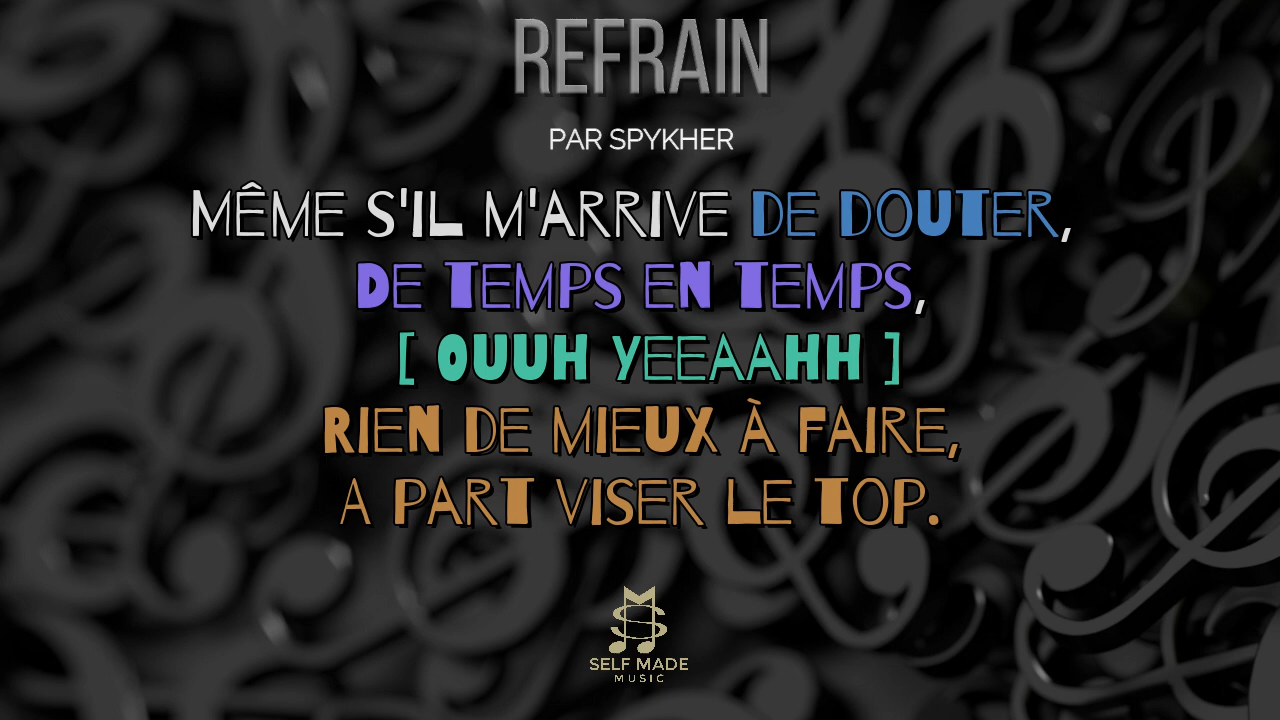 REFRAIN
PAR SPYKHER
MÊME S'IL M'ARRIVE DE DOUTER,
DE TEMPS EN TEMPS,
[ OUUH YEEAAHH ]
RIEN DE MIEUX À FAIRE,
A PART VISER LE TOP.
SELF MADE
MUSIC